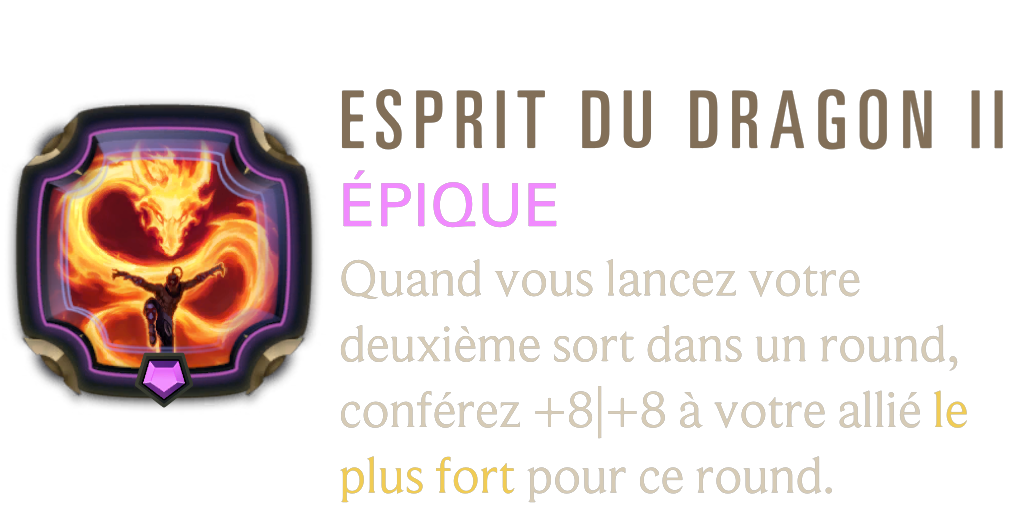 ESPRIT DU DRAGON II
ÉPIQUE
Quand vous lancez votre
deuxième sort dans un round,
conférez +8|+8 à votre allié le
plus fort pour ce round.